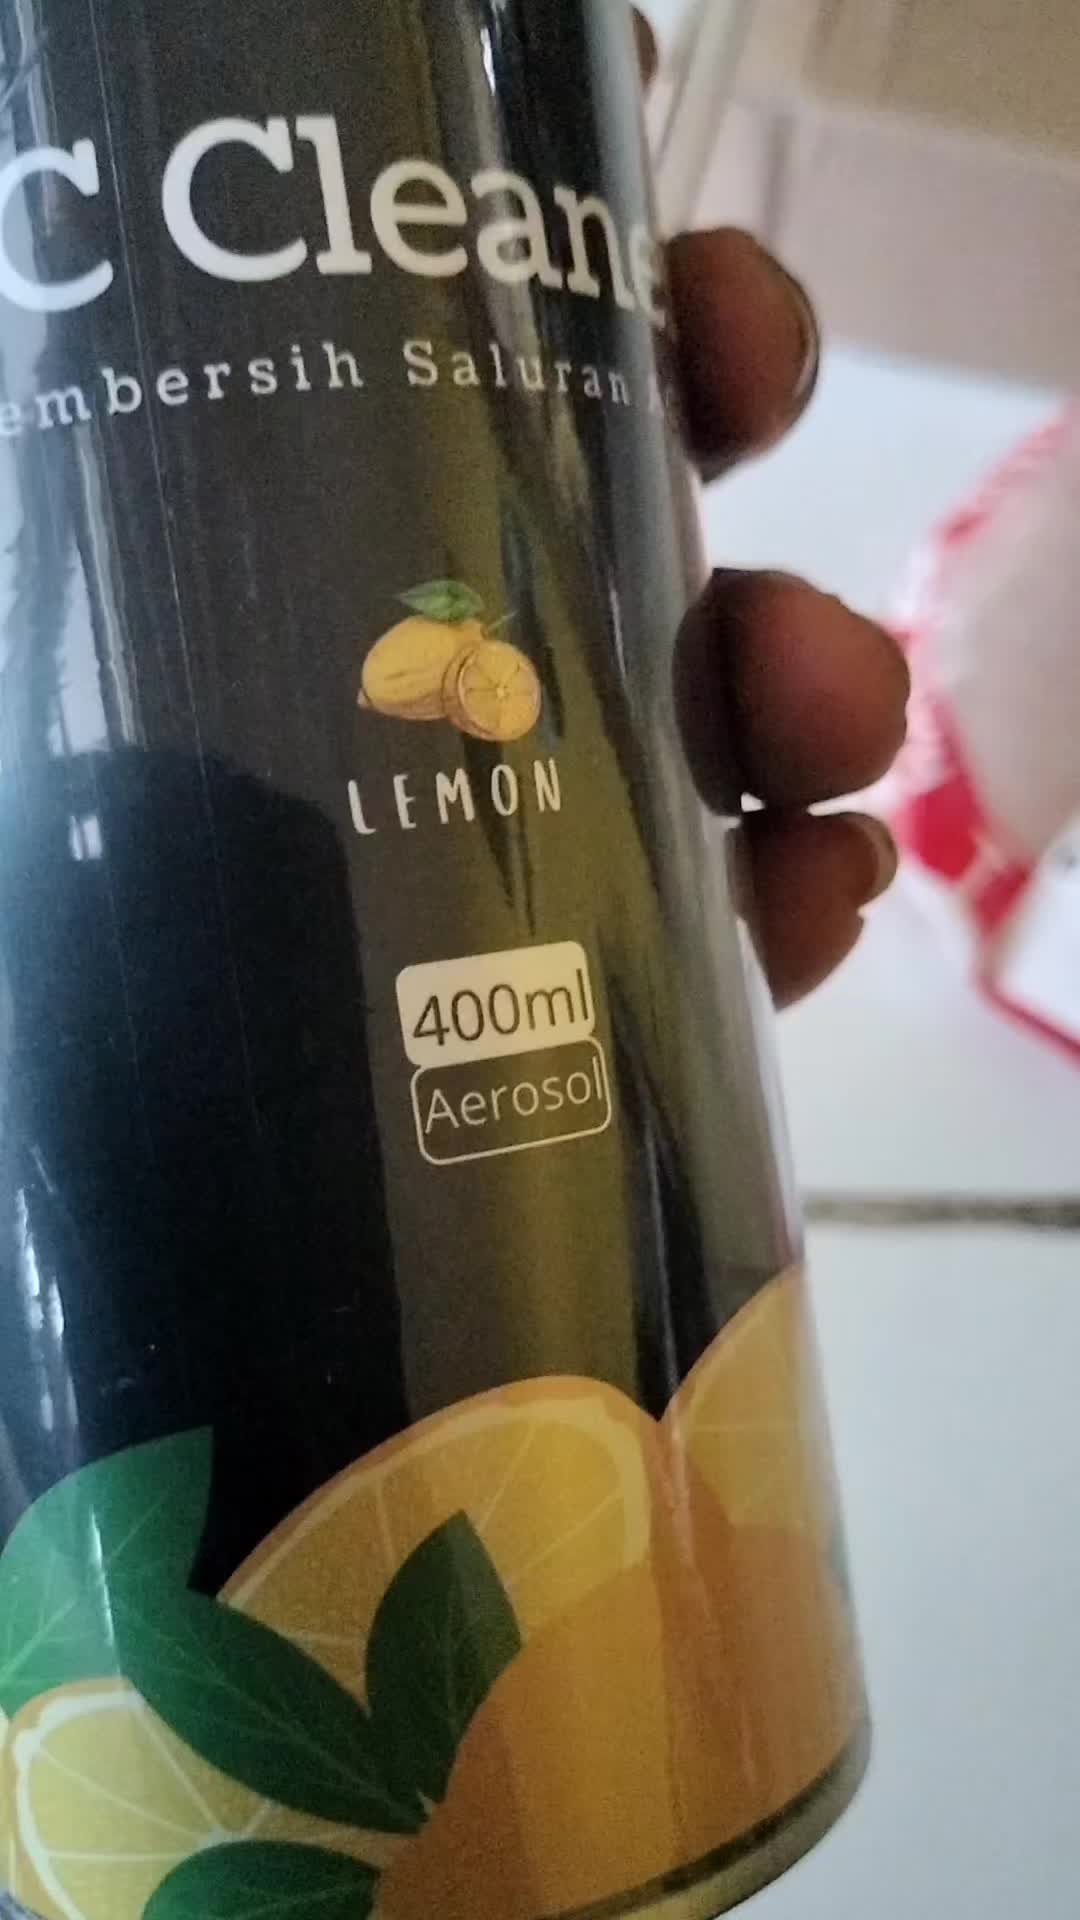 C Cleane
embersih Saluran
LEMON
400ml
Aerosol